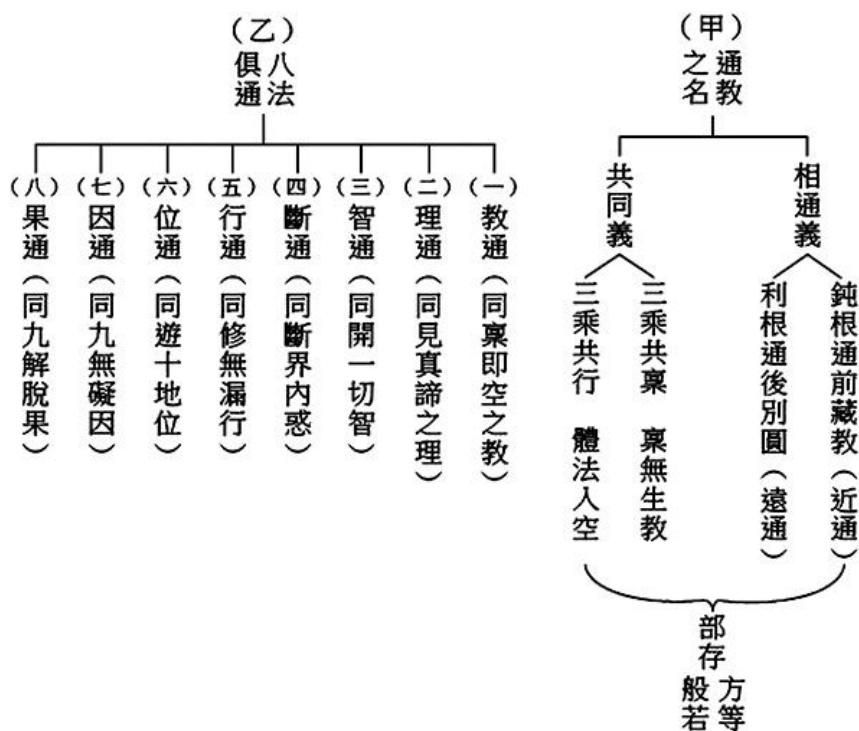 （甲）
通教
之名
相通義
鈍根通前藏教（近通）
利根通後別圓（遠通）
共同義
三乘共稟　稟無生教
三乘共行　體法入空
部存
方等
般若
（乙）
八法
俱通
（一）教通（同稟即空之教）
（二）理通（同見真諦之理）
（三）智通（同開一切智）
（四）斷通（同斷界內惑）
（五）行通（同修無漏行）
（六）位通（同遊十地位）
（七）因通（同九無礙因）
（八）果通（同九解脫果）